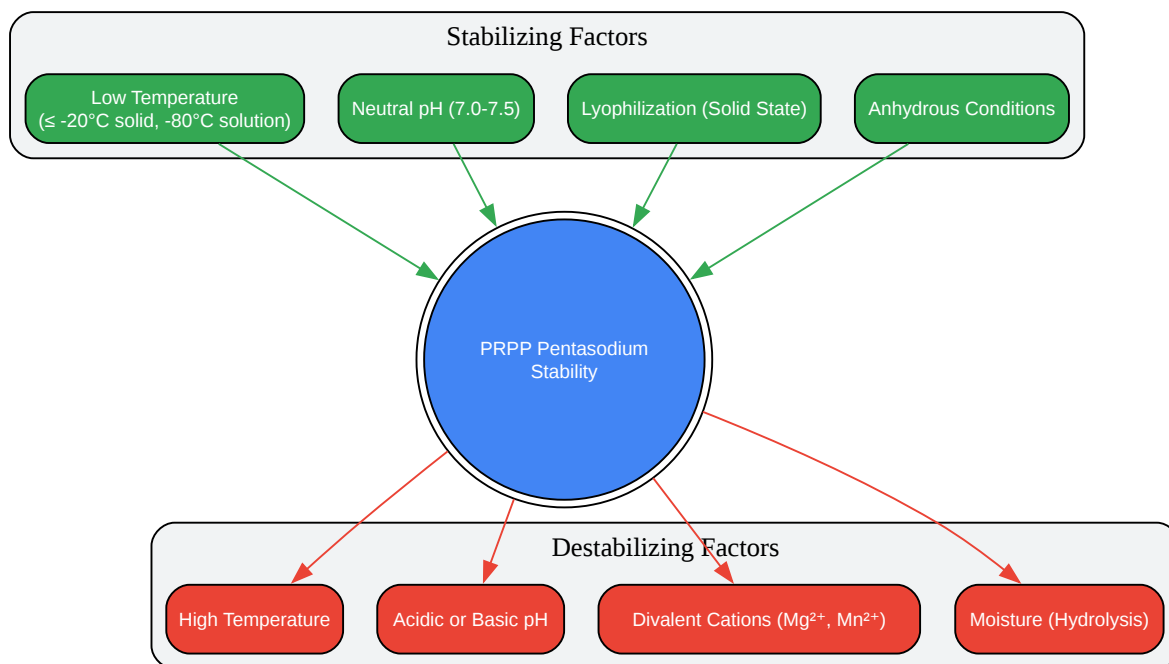 Stabilizing Factors
Low Temperature
(≤ -20°C solid, -80°C solution)
Neutral pH (7.0-7.5)
Lyophilization (Solid State)
Anhydrous Conditions
PRPP Pentasodium
Stability
Destabilizing Factors
High Temperature
Acidic or Basic pH
Divalent Cations (Mg²⁺, Mn²⁺)
Moisture (Hydrolysis)